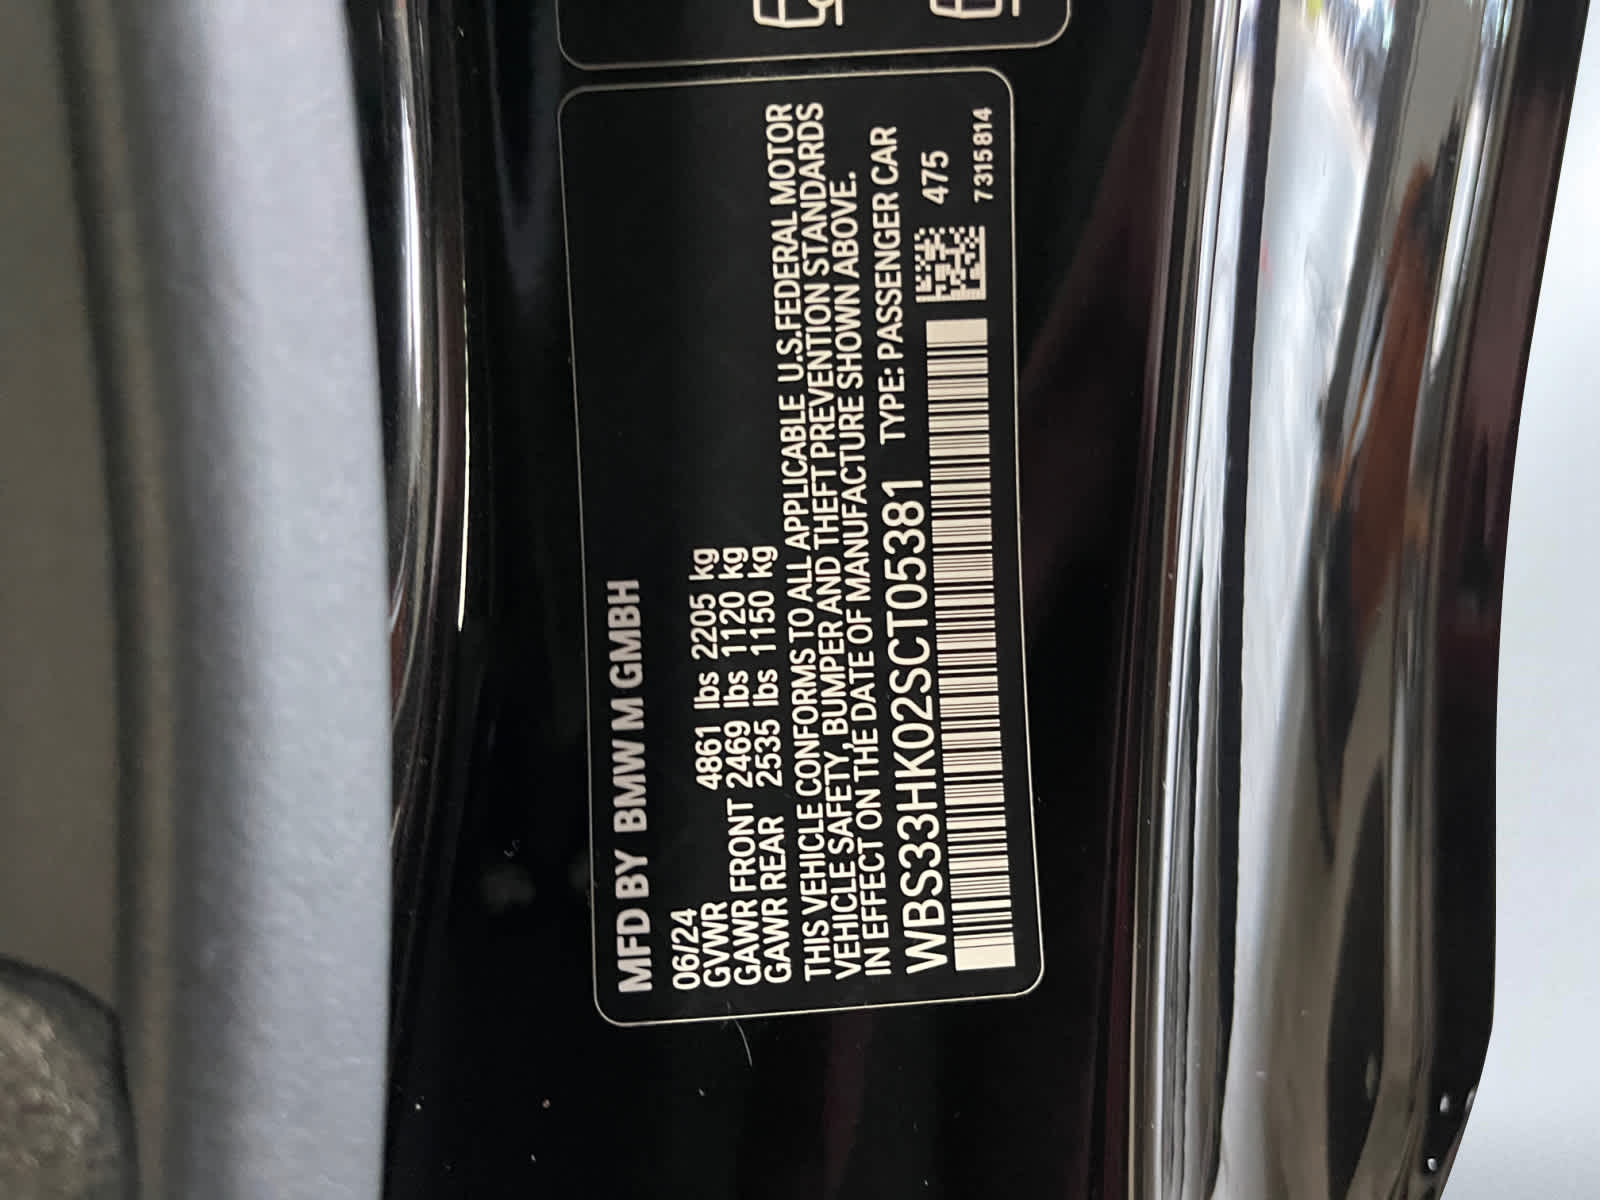 MFD BY BMW M GMBH
06/24
GVWR 4861 lbs 2205 kg
GAWR FRONT 2469 lbs 1120 kg
GAWR REAR 2535 lbs 1150 kg
THIS VEHICLE CONFORMS TO ALL APPLICABLE U.S.FEDERAL MOTOR
VEHICLE SAFETY, BUMPER AND THEFT PREVENTION STANDARDS
IN EFFECT ON THE DATE OF MANUFACTURE SHOWN ABOVE.
WBS33HK02SCT05381 TYPE: PASSENGER CAR
475
7315814